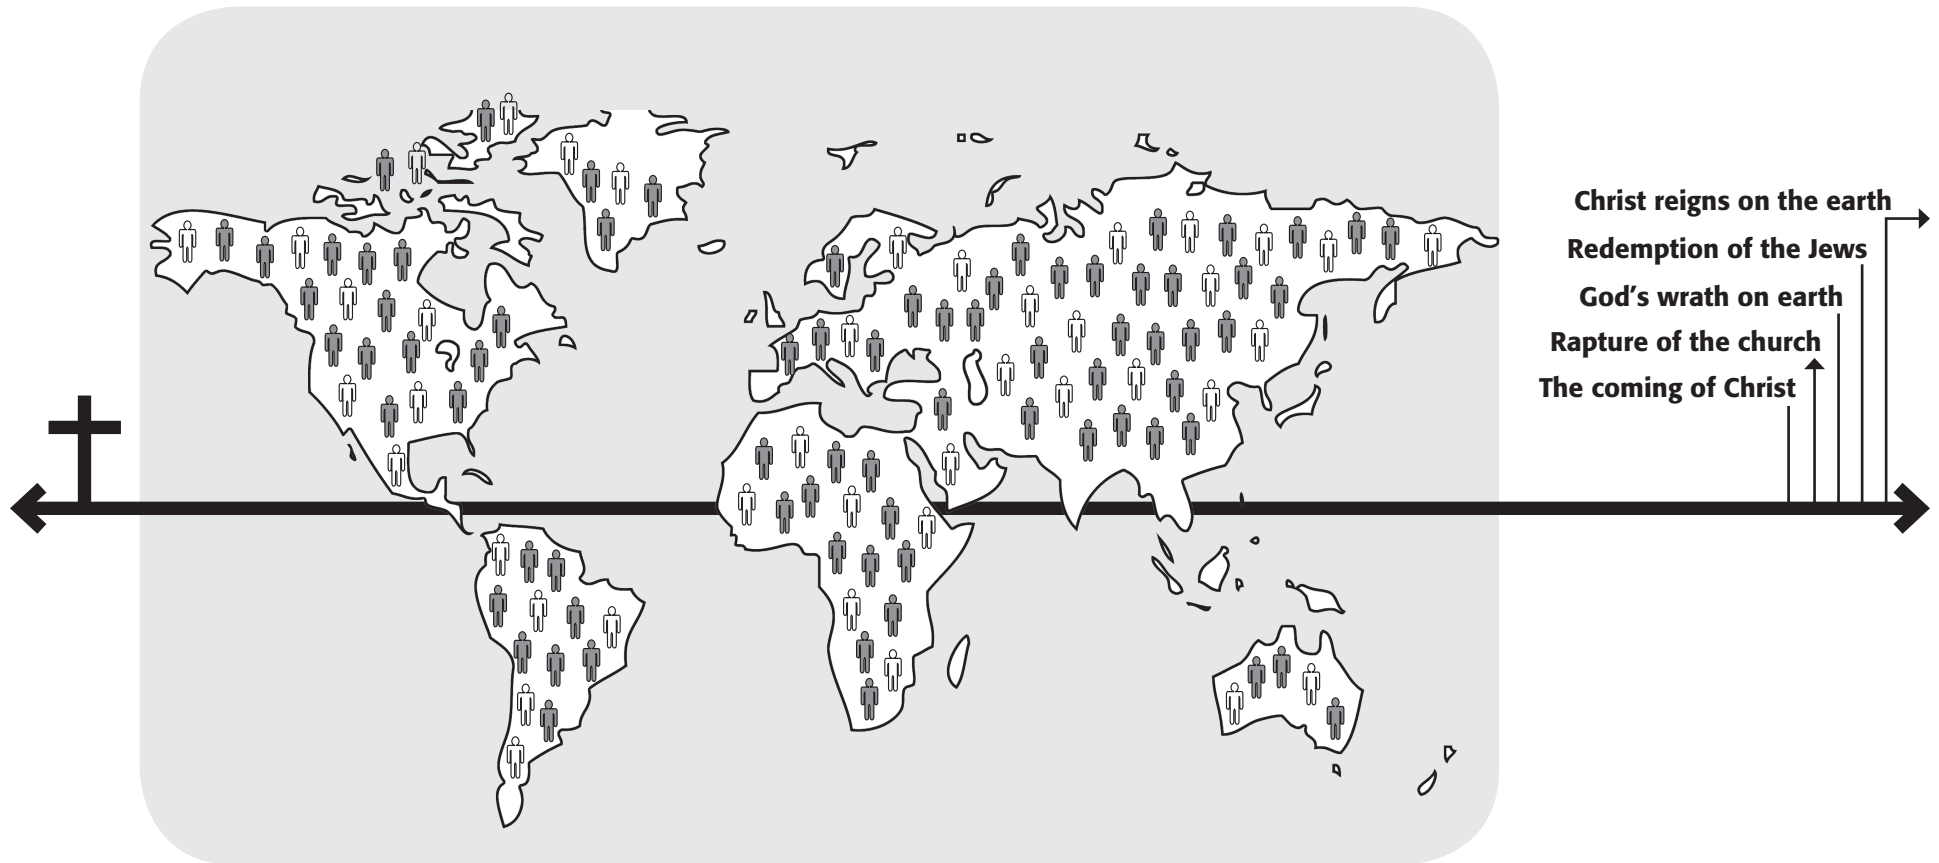 Christ reigns on the earth
Redemption of the Jews
God’s wrath on earth
Rapture of the church
The coming of Christ